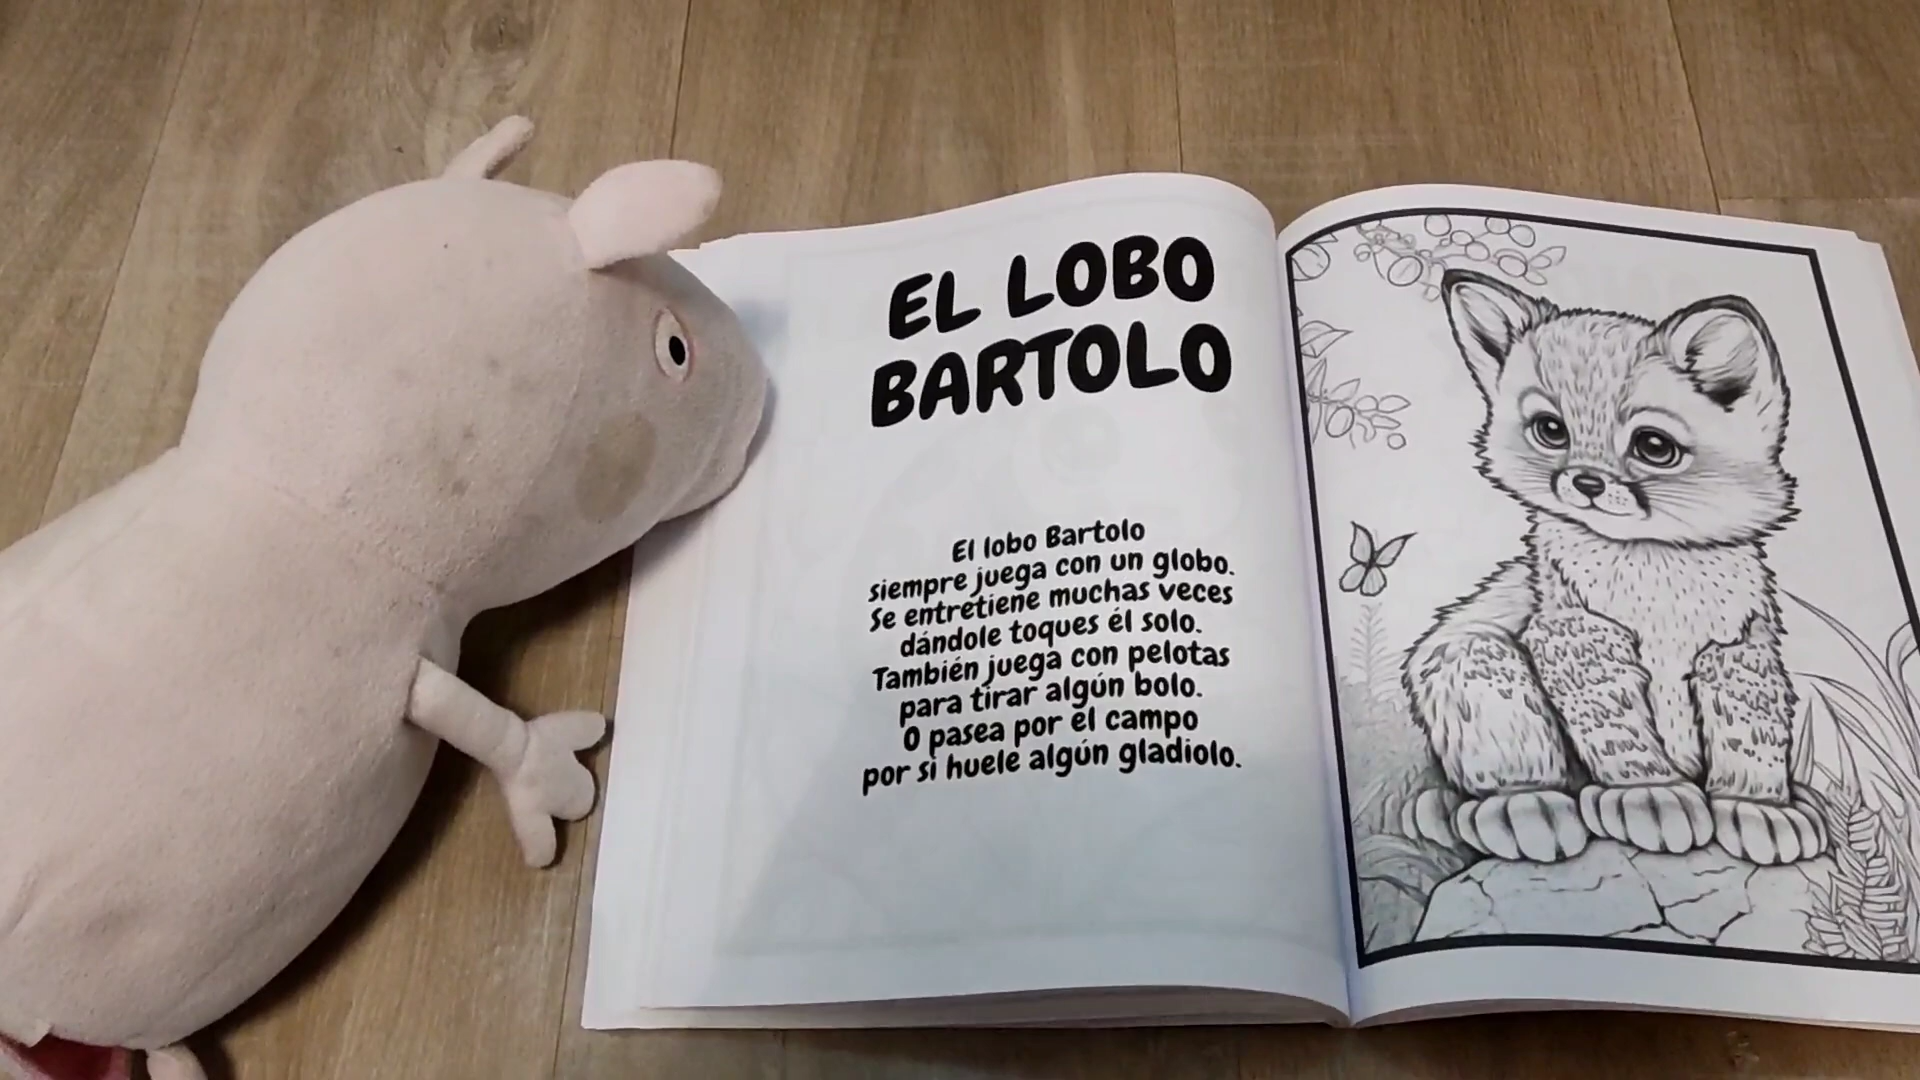 EL LOBO
BARTOLO
El lobo Bartolo
siempre juega con un globo.
Se entretiene muchas veces
dándole toques él solo.
También juega con pelotas
para tirar algún bolo.
O pasea por el campo
por si huele algún gladiolo.